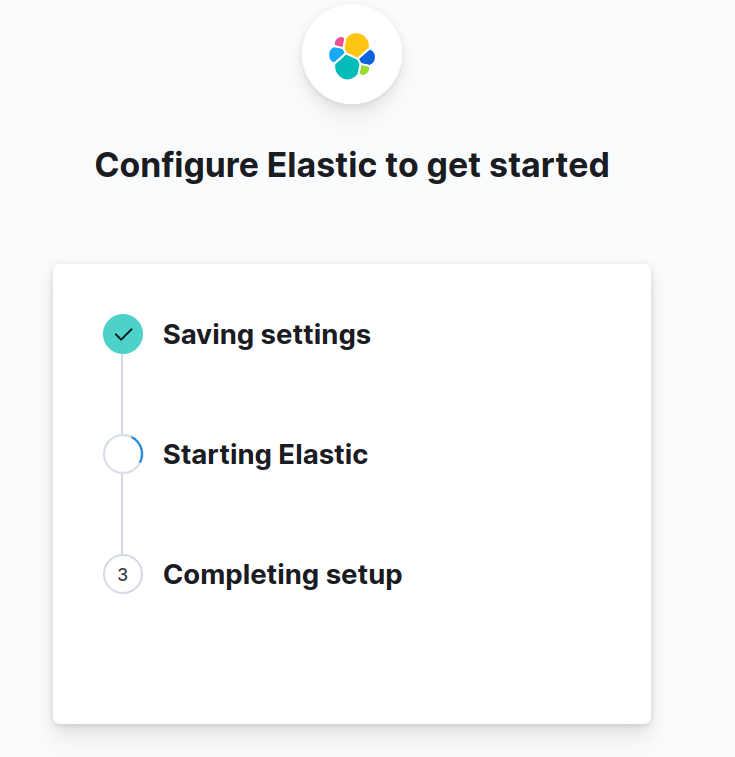 Configure Elastic to get started
Saving settings
Starting Elastic
3 Completing setup